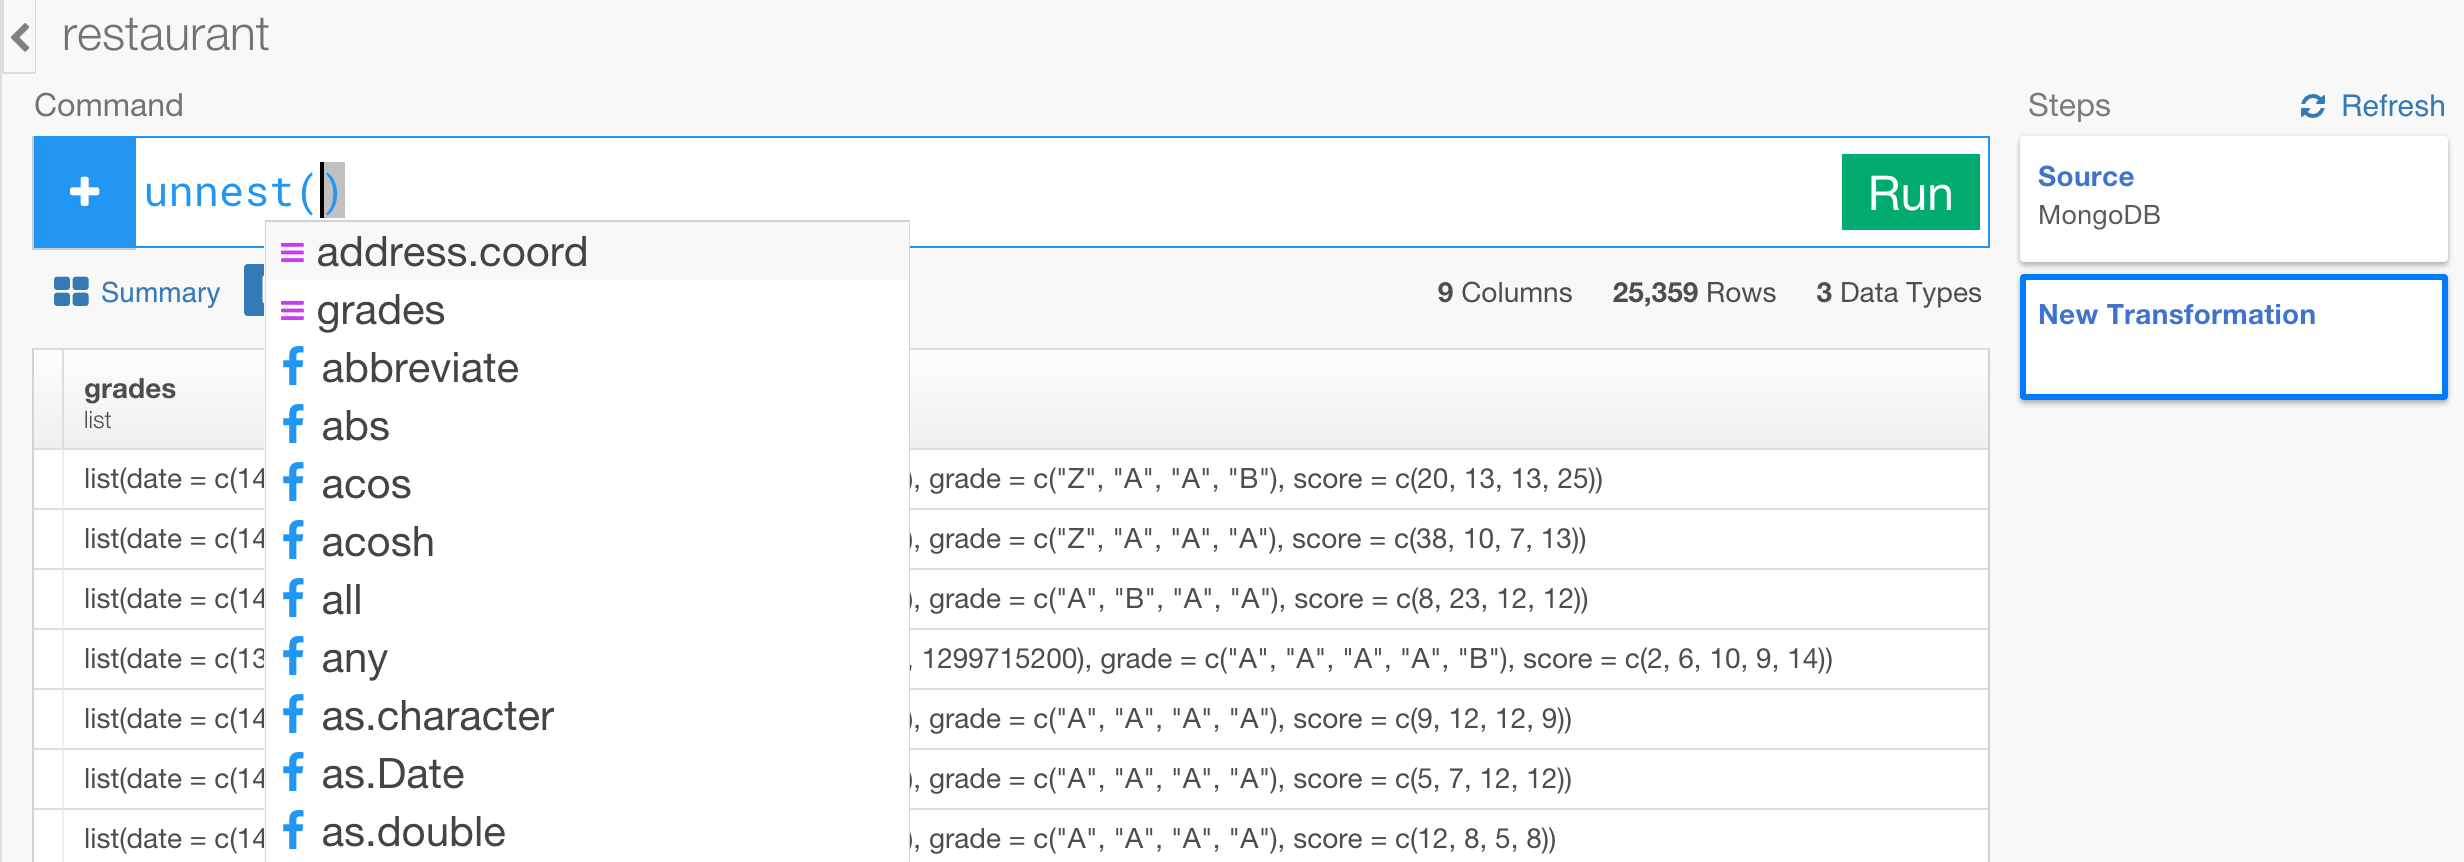 restaurant
Command
Steps
Refresh
unnest()
Run
Source
MongoDB
New Transformation
Summary
9 Columns 25,359 Rows 3 Data Types
address.coord
grades
abbreviate
abs
acos
acosh
all
any
as.character
as.Date
as.double
grades
list
list(date = c(14 ), grade = c("Z", "A", "A", "B"), score = c(20, 13, 13, 25))
list(date = c(14 ), grade = c("Z", "A", "A", "A"), score = c(38, 10, 7, 13))
list(date = c(14 ), grade = c("A", "B", "A", "A"), score = c(8, 23, 12, 12))
list(date = c(13 , 1299715200), grade = c("A", "A", "A", "A", "B"), score = c(2, 6, 10, 9, 14))
list(date = c(14 ), grade = c("A", "A", "A", "A"), score = c(9, 12, 12, 9))
list(date = c(14 ), grade = c("A", "A", "A", "A"), score = c(5, 7, 12, 12))
list(date = c(14 ), grade = c("A", "A", "A", "A"), score = c(12, 8, 5, 8))